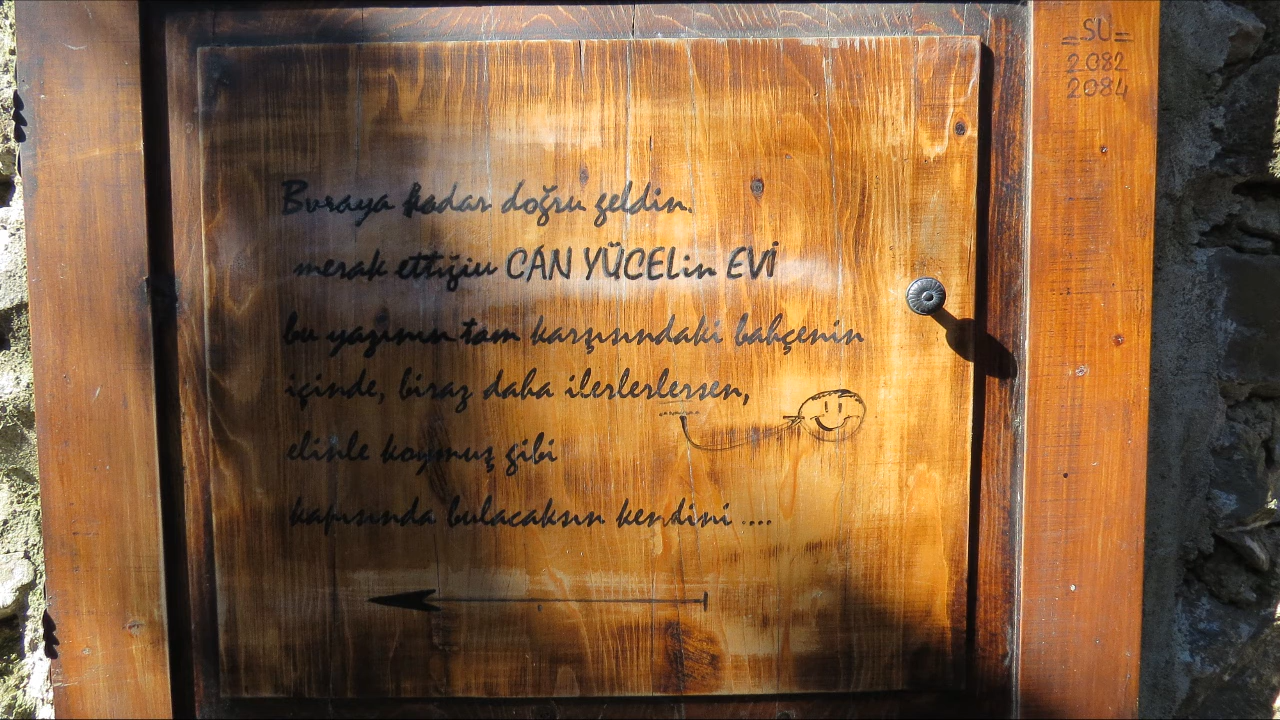 =SU=
2082
2084
Buraya kadar doğru geldin.
merak ettiğin CAN YÜCELin EVİ
bu yazının tam karşısındaki bahçenin
içinde, biraz daha ilerlerlersen,
elinle koymuş gibi
kapısında bulacaksın kendini ....